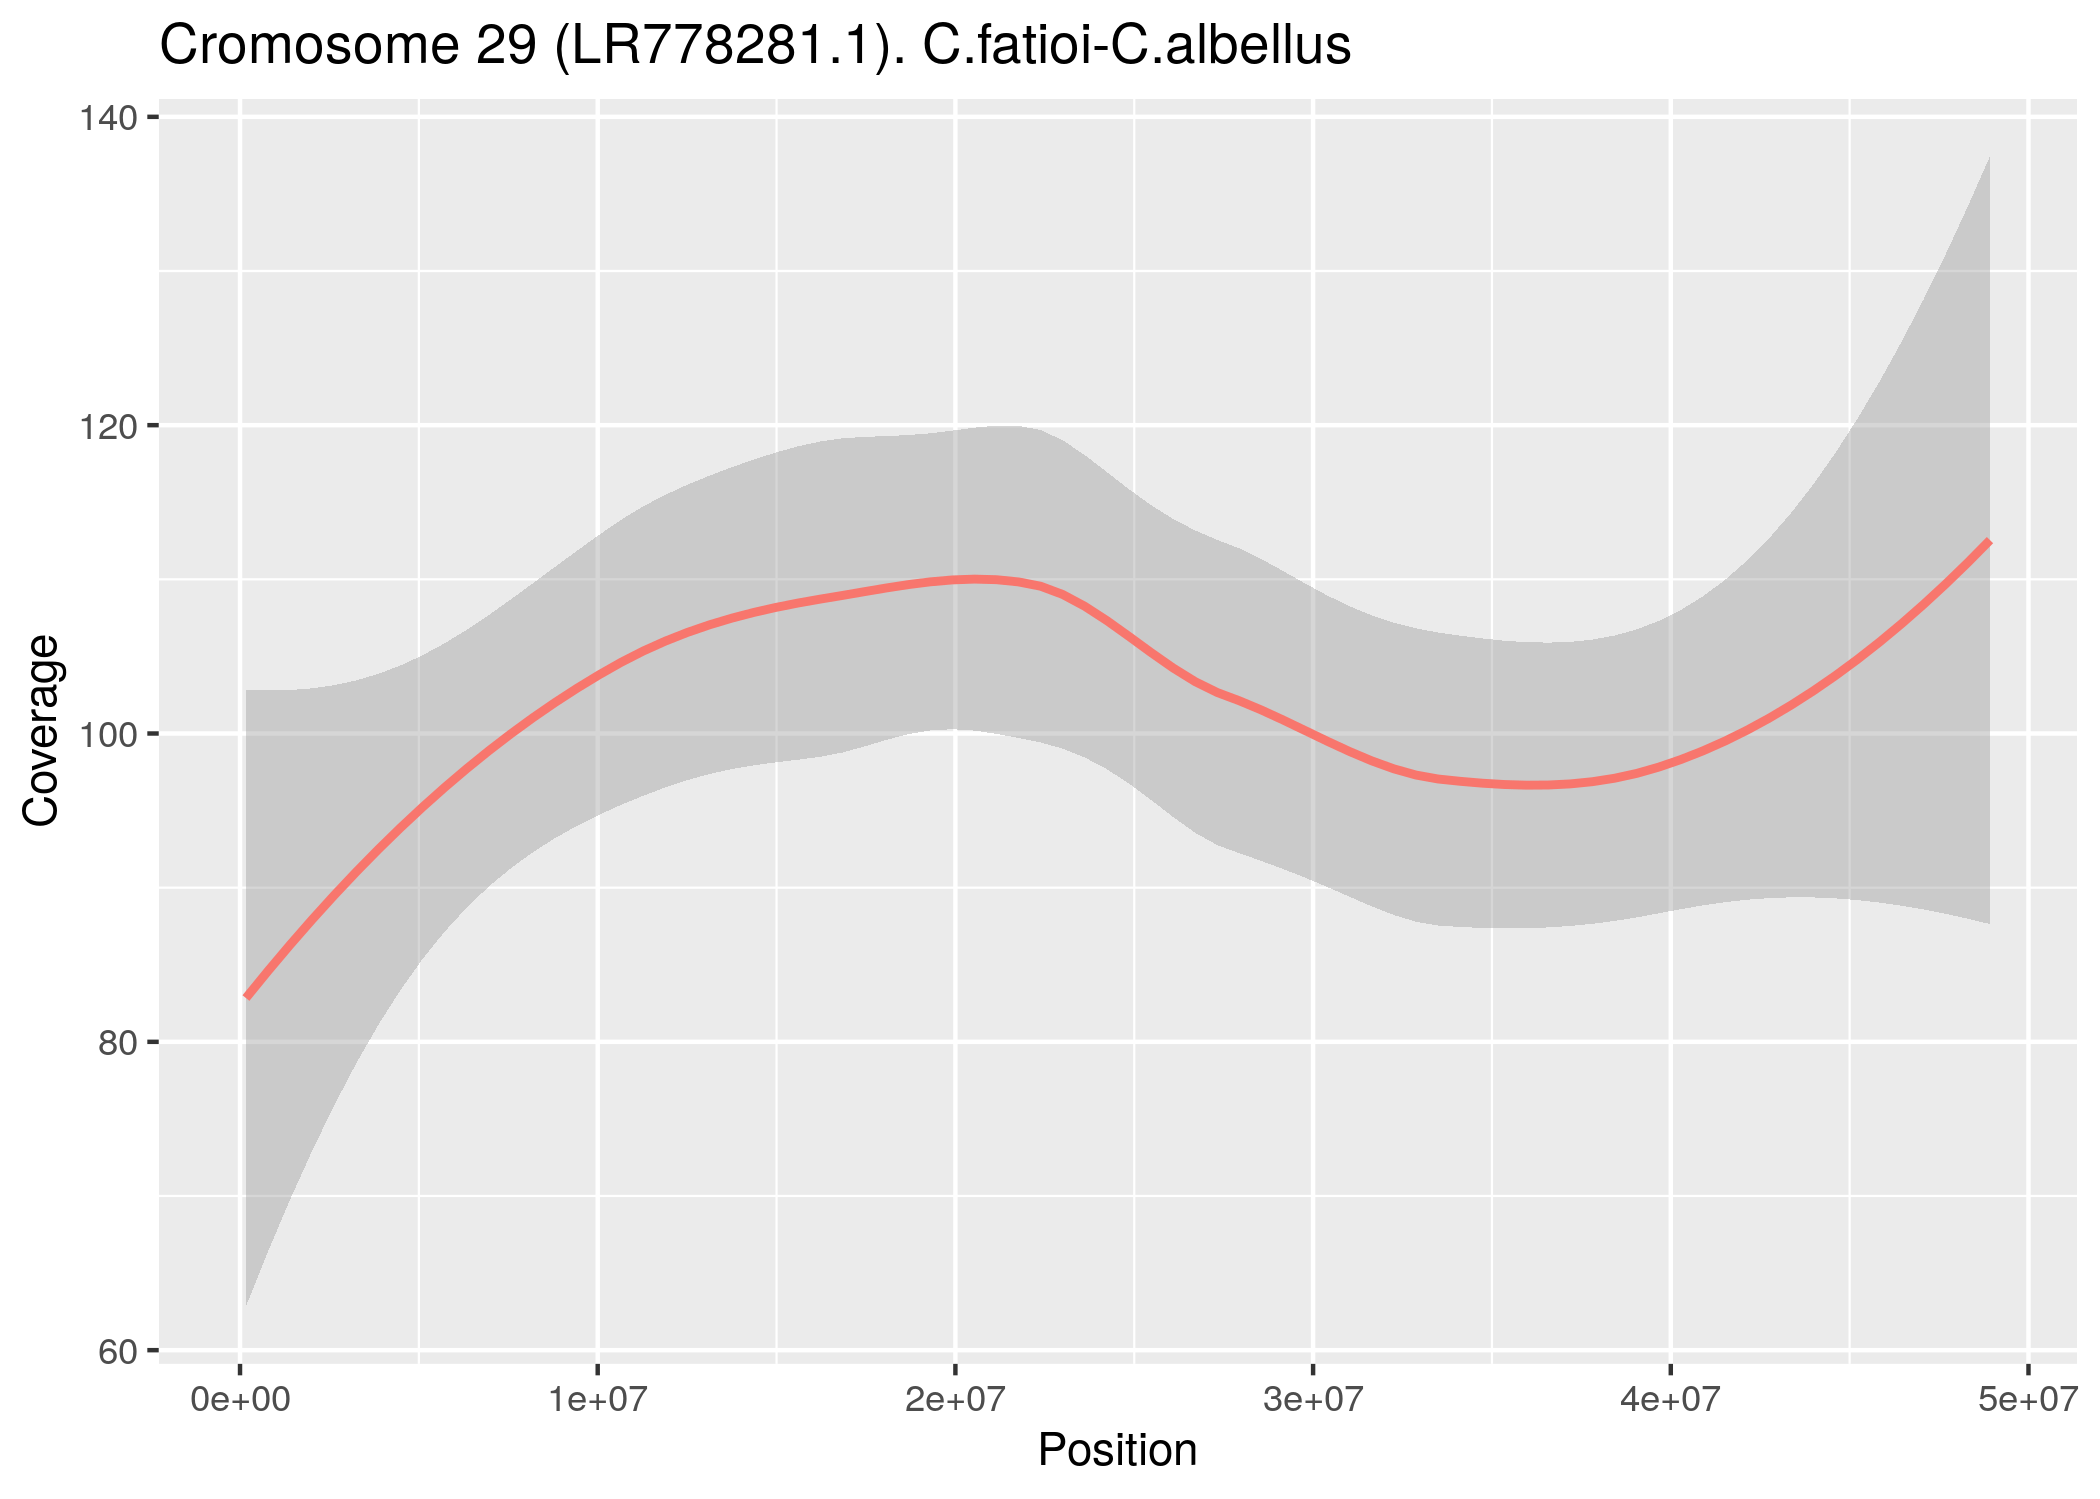 Cromosome 29 (LR778281.1). C.fatioi-C.albellus
140
120
100
80
60
Coverage
0e+00 1e+07 2e+07 3e+07 4e+07 5e+07
Position